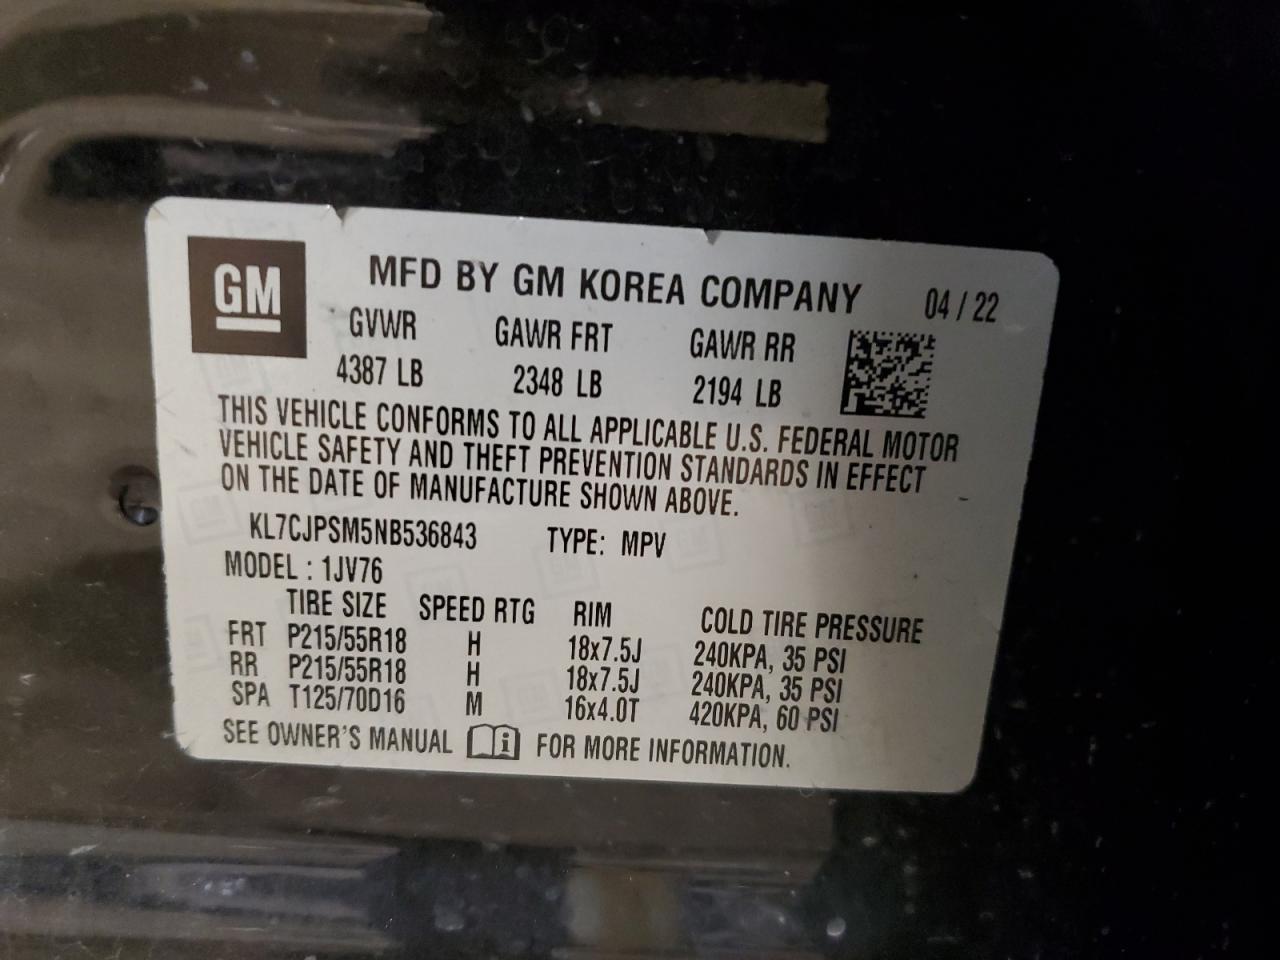 GM
MFD BY GM KOREA COMPANY 04 / 22
GVWR GAWR FRT GAWR RR
4387 LB 2348 LB 2194 LB
THIS VEHICLE CONFORMS TO ALL APPLICABLE U.S. FEDERAL MOTOR
VEHICLE SAFETY AND THEFT PREVENTION STANDARDS IN EFFECT
ON THE DATE OF MANUFACTURE SHOWN ABOVE.
KL7CJPSM5NB536843 TYPE: MPV
MODEL : 1JV76
TIRE SIZE SPEED RTG RIM COLD TIRE PRESSURE
FRT P215/55R18 H 18x7.5J 240KPA, 35 PSI
RR P215/55R18 H 18x7.5J 240KPA, 35 PSI
SPA T125/70D16 M 16x4.0T 420KPA, 60 PSI
SEE OWNER'S MANUAL i FOR MORE INFORMATION.